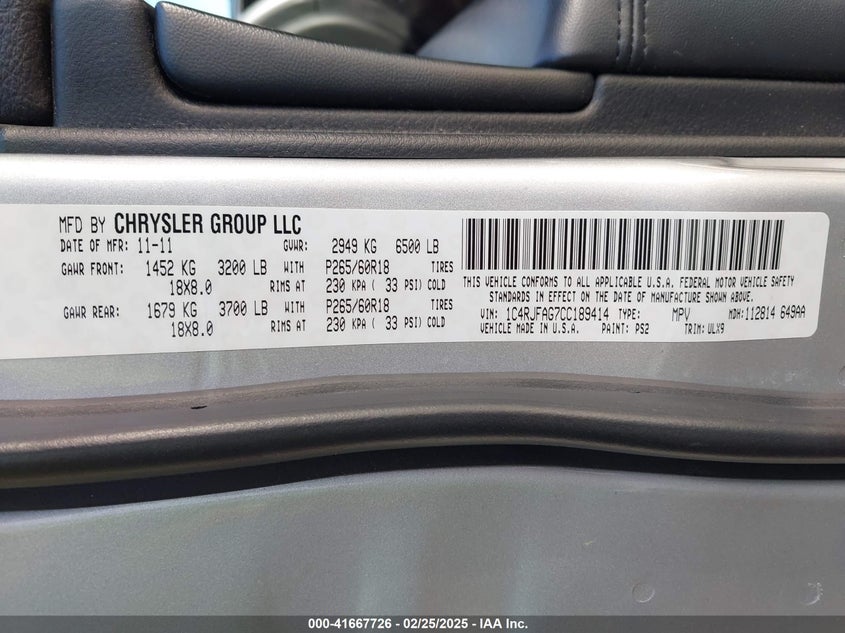 MFD BY CHRYSLER GROUP LLC
DATE OF MFR: 11-11 GVWR: 2949 KG 6500 LB
GAWR FRONT: 1452 KG 3200 LB WITH P265/60R18 TIRES
18X8.0 RIMS AT 230 KPA ( 33 PSI) COLD
GAWR REAR: 1679 KG 3700 LB WITH P265/60R18 TIRES
18X8.0 RIMS AT 230 KPA ( 33 PSI) COLD
THIS VEHICLE CONFORMS TO ALL APPLICABLE U.S.A. FEDERAL MOTOR VEHICLE SAFETY
STANDARDS IN EFFECT ON THE DATE OF MANUFACTURE SHOWN ABOVE.
VIN: 1C4RJFAG7CC189414 TYPE: MPV MDH: 112814 649AA
VEHICLE MADE IN U.S.A. PAINT: PS2 TRIM: ULX9
000-41667726 - 02/25/2025 - IAA Inc.